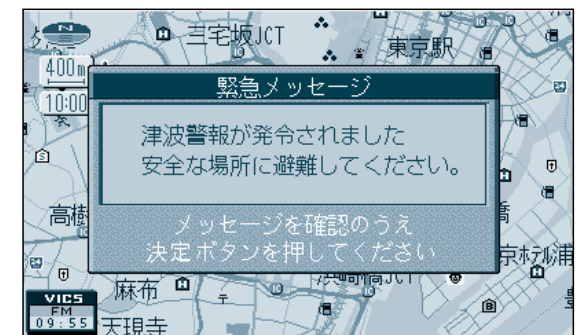 三宅坂JCT
東京駅
400m
10:00
緊急メッセージ
津波警報が発令されました
安全な場所に避難してください。
高樹
メッセージを確認のうえ
決定ボタンを押してください
麻布
VICS
FM
09:55
天現寺